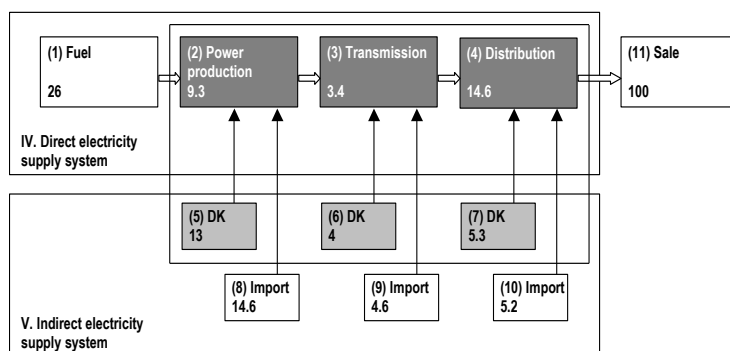 (1) Fuel
26
(2) Power
production
9.3
(3) Transmission
3.4
(4) Distribution
14.6
(11) Sale
100
IV. Direct electricity
supply system
(5) DK
13
(6) DK
4
(7) DK
5.3
(8) Import
14.6
(9) Import
4.6
(10) Import
5.2
V. Indirect electricity
supply system